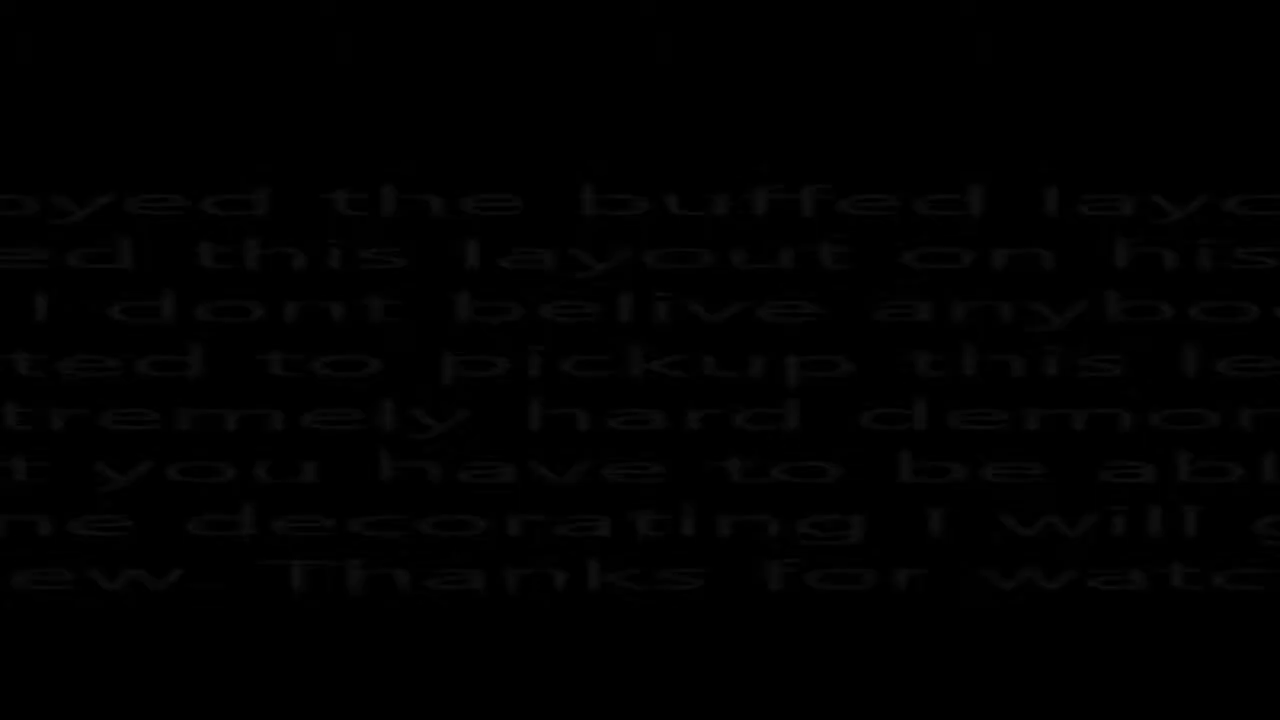 oyed the buffed layo
ed this layout on his
I dont belive anybo
ted to pickup this le
tremely hard demon
t you have to be abl
ne decorating I will g
ew. Thanks for watc